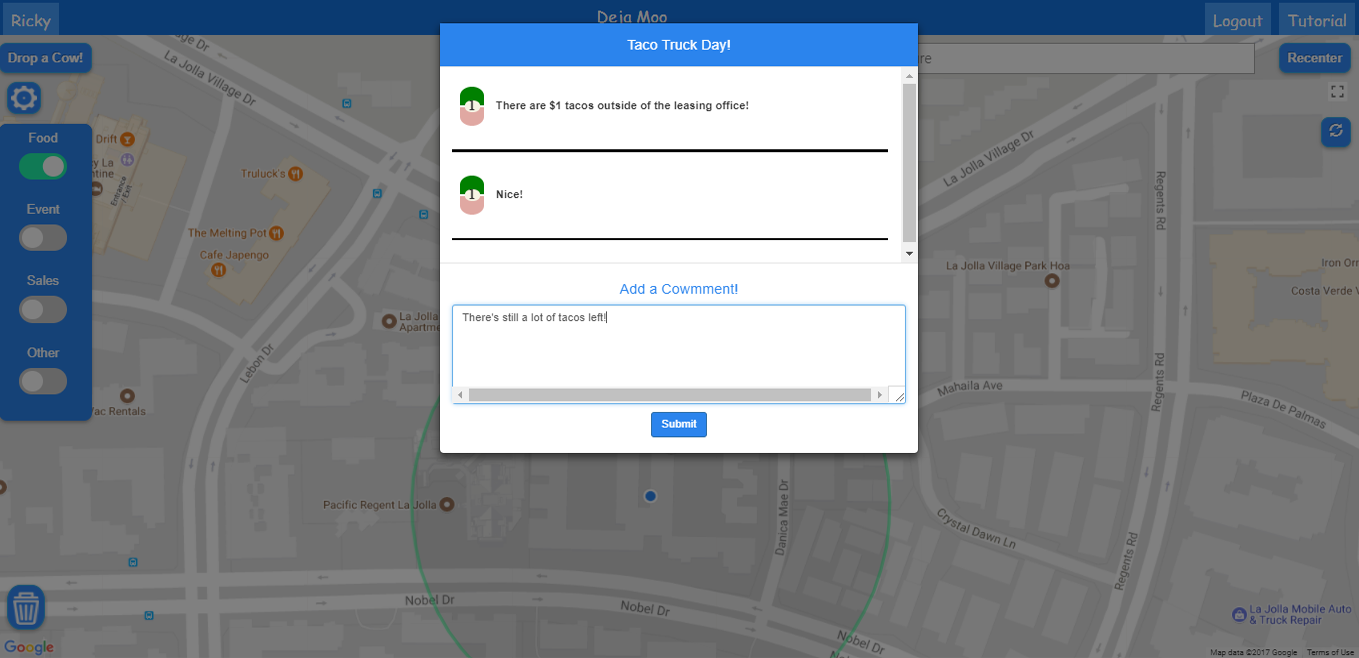 Ricky
Deja Moo
Logout
Tutorial
Drop a Cow!
Taco Truck Day!
re
Recenter
1
There are $1 tacos outside of the leasing office!
1
Nice!
Add a Cowmment!
There's still a lot of tacos left!
Submit
Food
Event
Sales
Other
La Jolla Village Dr
Drift
Entrance
/ Exit
Truluck's
The Melting Pot
Cafe Japengo
La Jolla
Apartme
Lebon Dr
Vac Rentals
La Jolla Village Dr
Regents Rd
La Jolla Village Park Hoa
Iron Orr
Costa Verde V
Mahaila Ave
Regents Rd
Plaza De Palmas
Pacific Regent La Jolla
Danica Mae Dr
Crystal Dawn Ln
Regents Rd
Nobel Dr
Nobel Dr
Nobel Dr
La Jolla Mobile Auto
& Truck Repair
Google
Map data ©2017 Google
Terms of Use